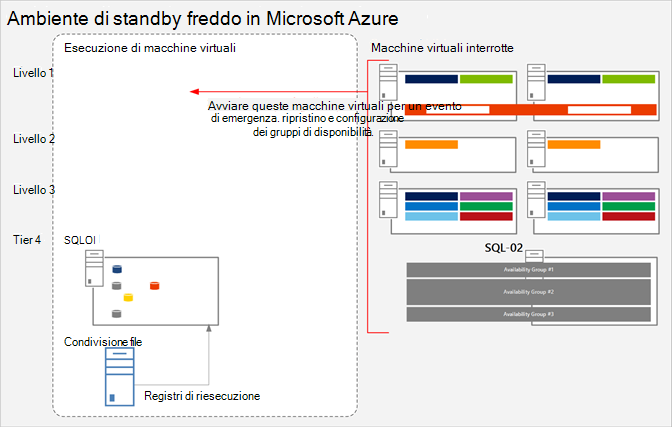 Ambiente di standby freddo in Microsoft Azure
Esecuzione di macchine virtuali
Macchine virtuali interrotte
Livello 1
Avviare queste macchine virtuali per un evento
di emergenza. ripristino e configurazione
dei gruppi di disponibilità.
Livello 2
Livello 3
Tier 4
SQLOI
SQL-02
Availability Group #1
Availability Group #2
Availability Group #3
Condivisione file
Registri di riesecuzione